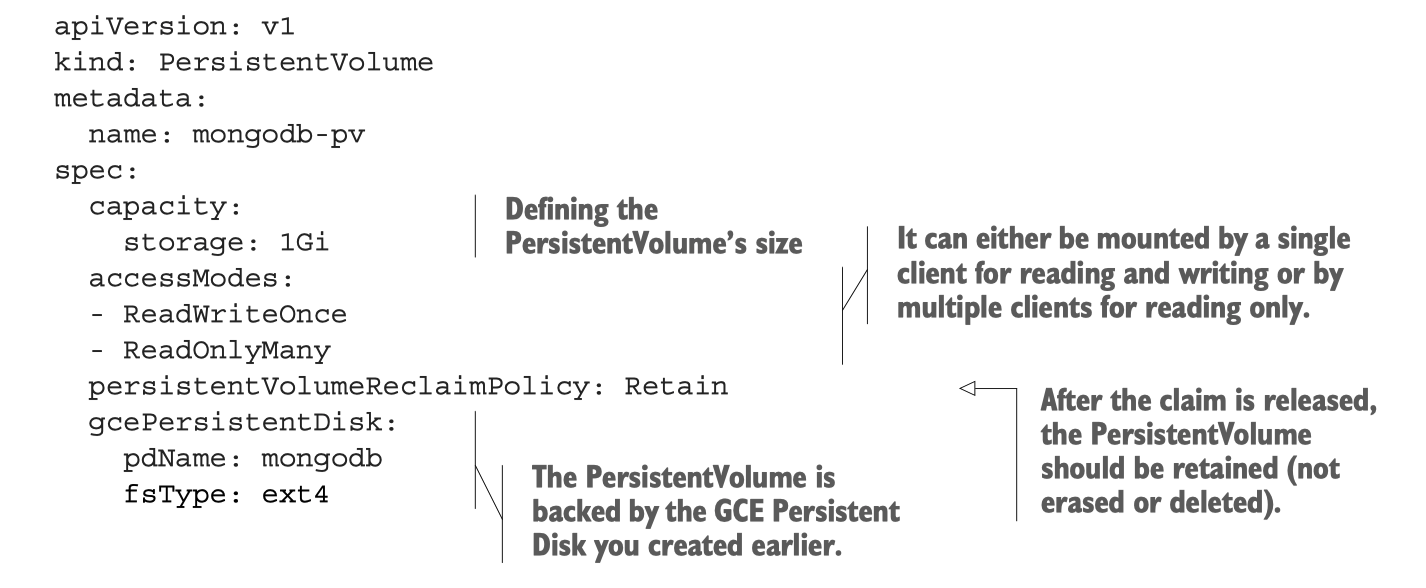 apiVersion: v1
kind: PersistentVolume
metadata:
  name: mongodb-pv
spec:
  capacity:
    storage: 1Gi
Defining the
PersistentVolume's size
  accessModes:
  - ReadWriteOnce
  - ReadOnlyMany
It can either be mounted by a single
client for reading and writing or by
multiple clients for reading only.
  persistentVolumeReclaimPolicy: Retain
After the claim is released,
the PersistentVolume
should be retained (not
erased or deleted).
  gcePersistentDisk:
    pdName: mongodb
    fsType: ext4
The PersistentVolume is
backed by the GCE Persistent
Disk you created earlier.